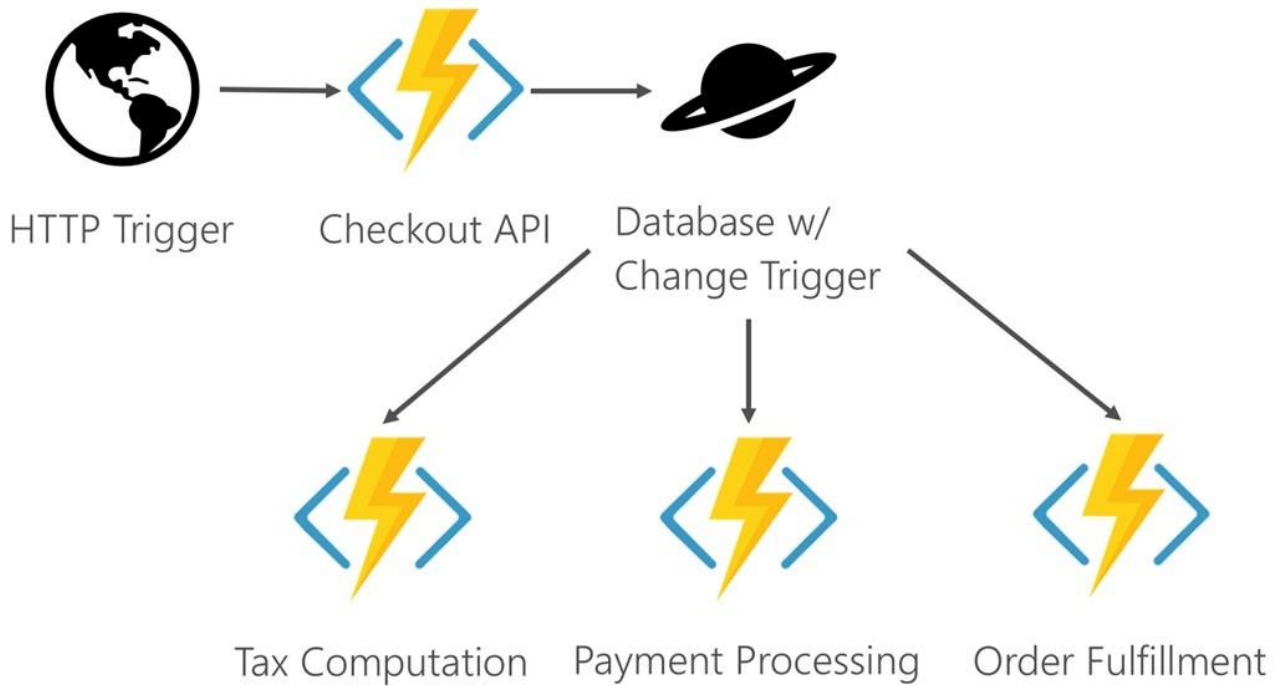 HTTP Trigger
Checkout API
Database w/
Change Trigger
Tax Computation
Payment Processing
Order Fulfillment